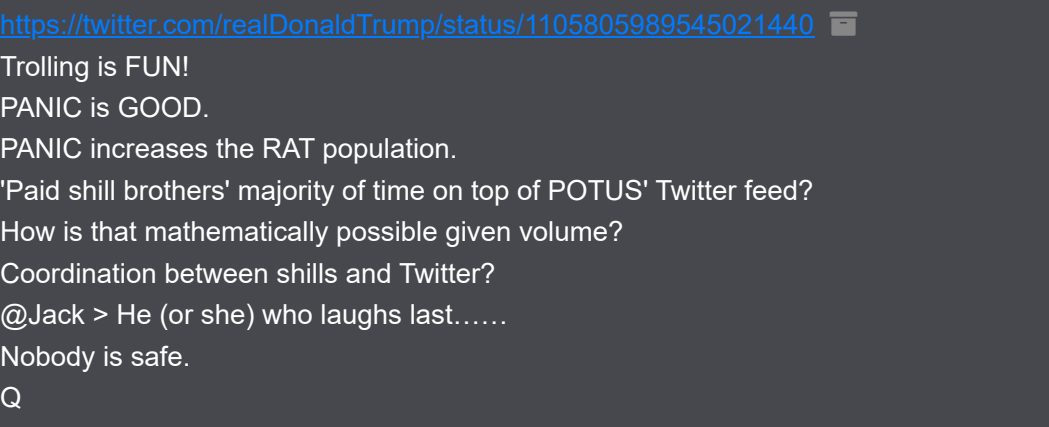 https://twitter.com/realDonaldTrump/status/1105805989545021440
Trolling is FUN!
PANIC is GOOD.
PANIC increases the RAT population.
'Paid shill brothers' majority of time on top of POTUS' Twitter feed?
How is that mathematically possible given volume?
Coordination between shills and Twitter?
@Jack > He (or she) who laughs last……
Nobody is safe.
Q